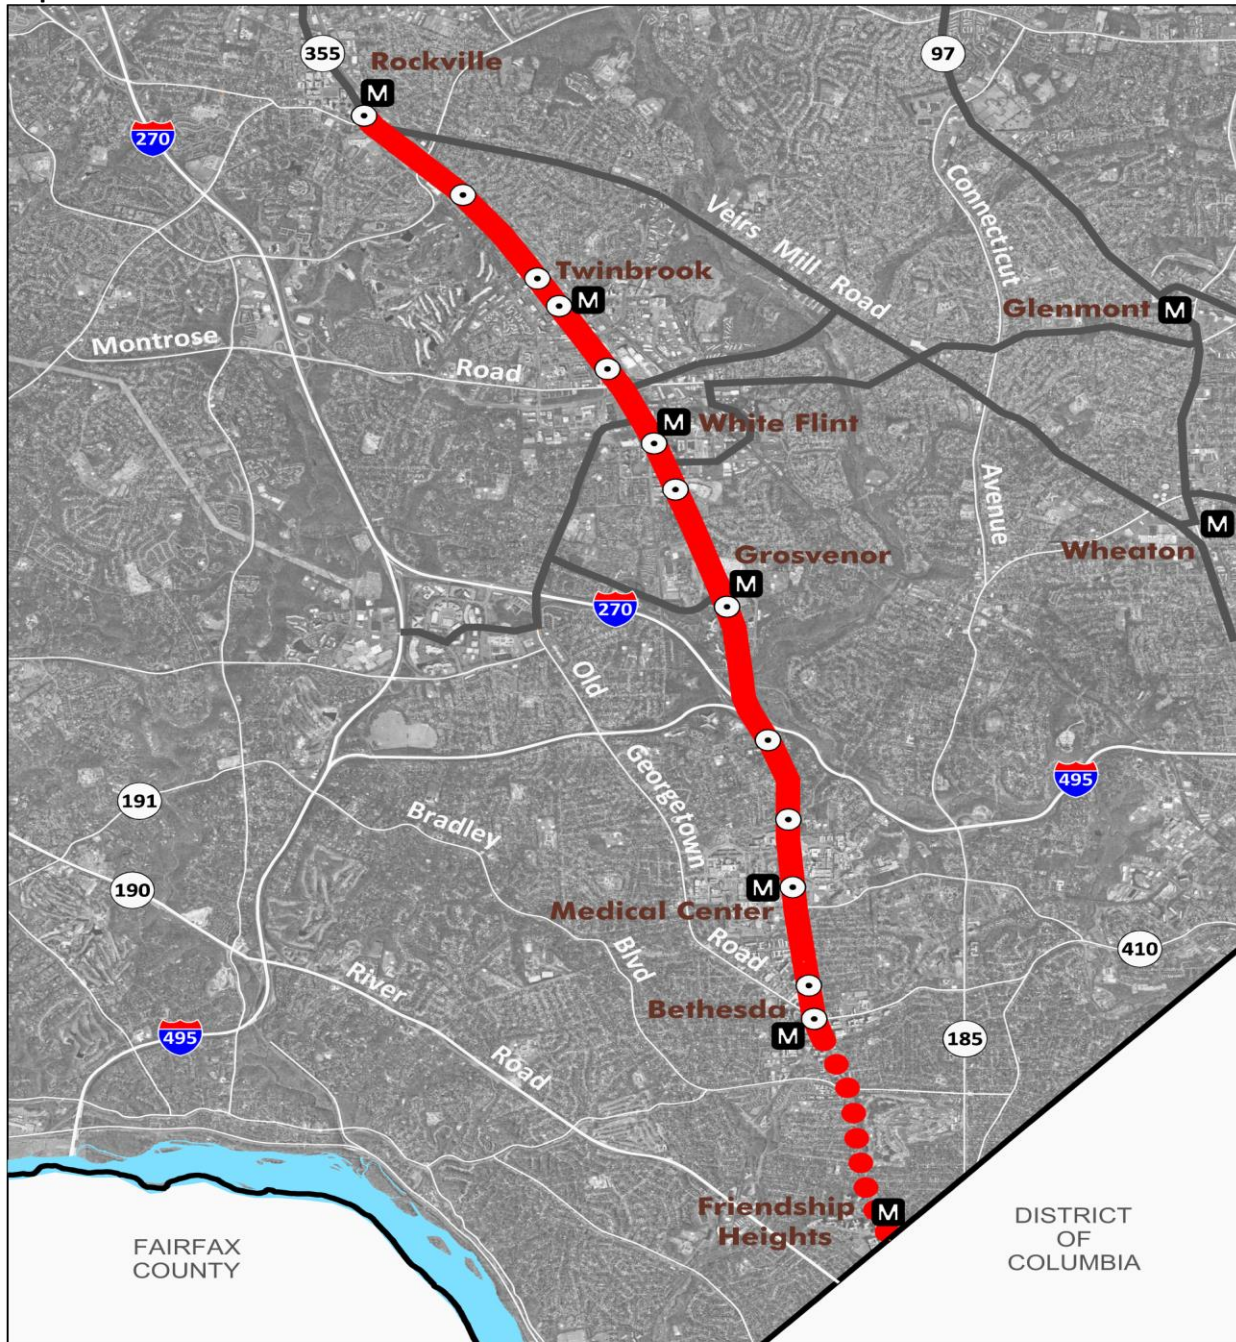 355
Rockville
M
97
270
Connecticut
Veirs Mill Road
Twinbrook
M
Glenmont
M
Montrose
Road
M
White Flint
Avenue
M
Wheaton
Grosvenor
M
270
Old
Georgetown
495
191
Bradley
190
M
Medical Center
Road
Blvd
410
River
Bethesda
M
495
185
Road
Friendship
Heights
M
DISTRICT
OF
COLUMBIA
FAIRFAX
COUNTY